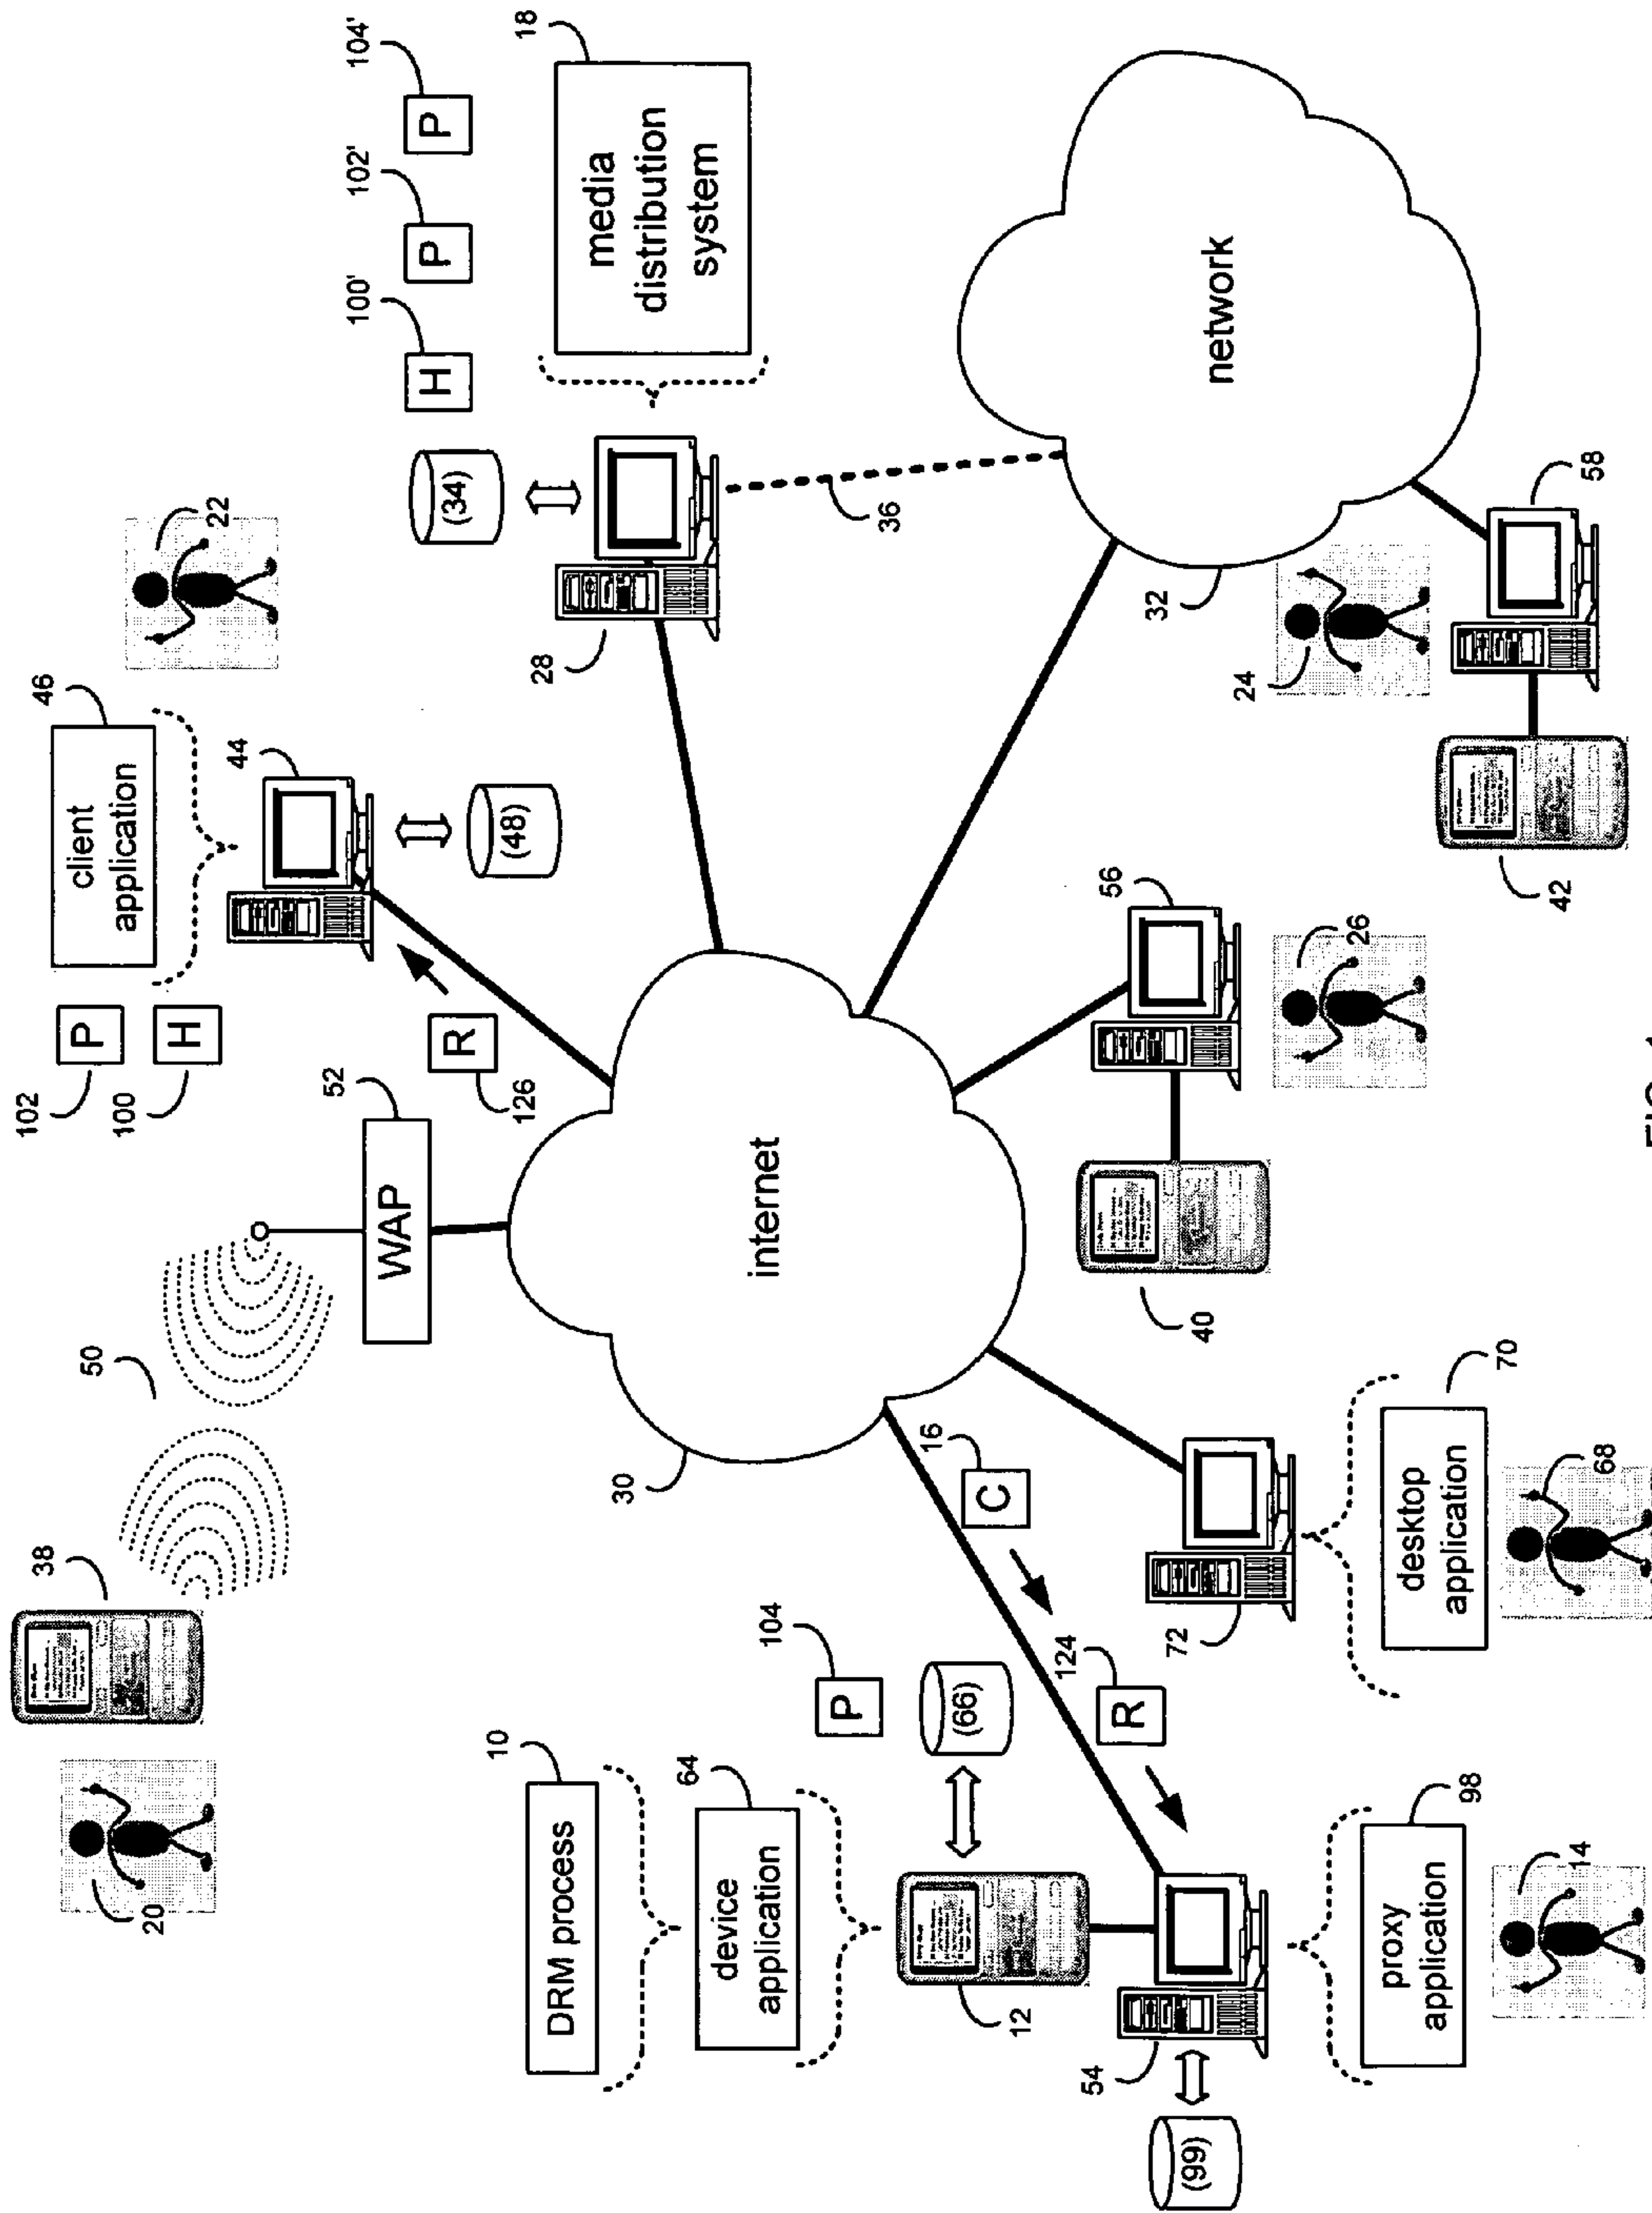 38
102
P
46
client
application
20
50
100
H
22
44
52
WAP
104'
102'
100'
P
P
H
R
126
(34)
(48)
10
DRM process
18
media
distribution
system
28
30
internet
64
device
application
104
P
(66)
16
C
36
12
54
124
R
72
56
40
32
network
(99)
24
26
98
proxy
application
70
desktop
application
42
58
14
68